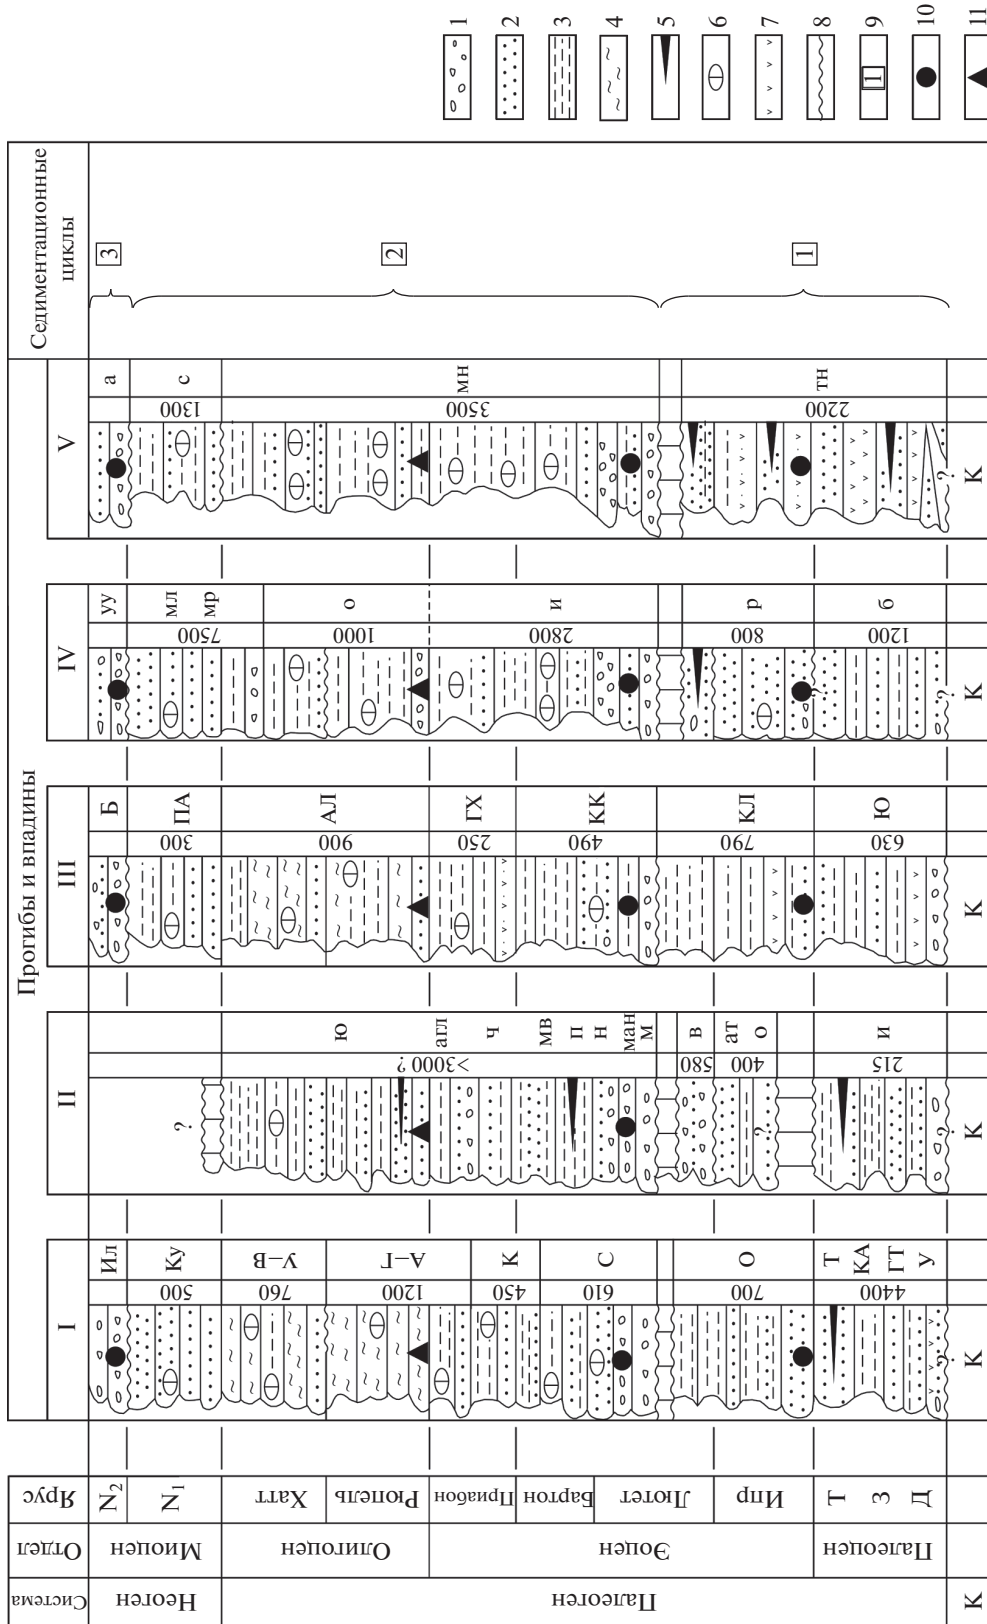 Система
Отдел
Ярус
Прогибы и впадины
Седиментационные
циклы
I
II
III
IV
V
Неоген
Палеоген
К
Миоцен
Олигоцен
Эоцен
Палеоцен
N₂
N₁
Хатт
Рюпель
Приабон
Бартон
Лютет
Ипр
Т
З
Д
Ил
Ку
500
У–В
760
А–Г
1200
К
450
С
610
О
700
Т
КА
ГТ
У
4400
?
К
?
Ю
агл
ч
мв
п
н
ман
м
>3000 ?
в
580
ат
о
400
?
и
215
?
?
К
Б
ПА
300
АЛ
900
ГХ
250
КК
490
КЛ
790
Ю
630
К
уу
мл
мр
7500
о
1000
и
2800
р
800
?
б
1200
?
?
К
а
с
1300
мн
3500
тн
2200
?
К
3
2
1
1
2
3
4
5
6
7
8
1
9
10
11